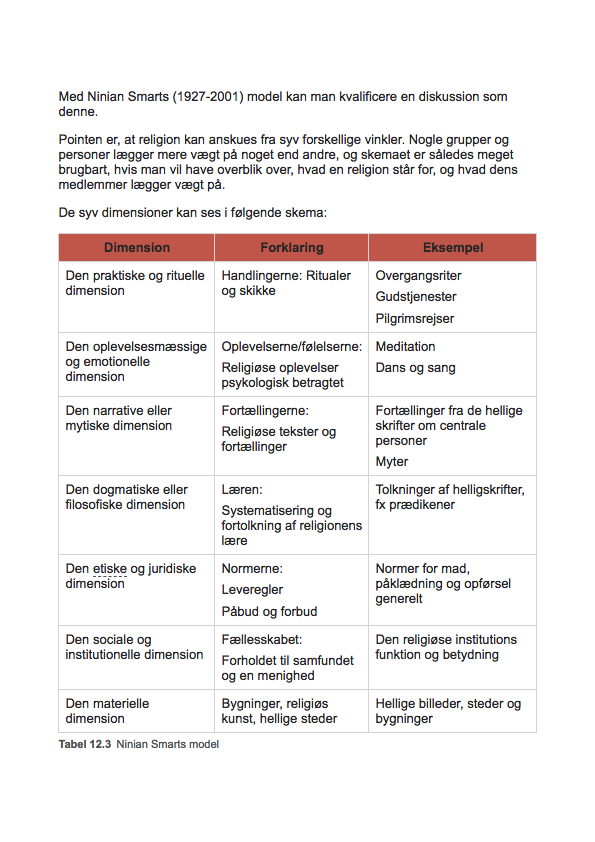 Med Ninian Smarts (1927-2001) model kan man kvalificere en diskussion som
denne.
Pointen er, at religion kan anskues fra syv forskellige vinkler. Nogle grupper og
personer lægger mere vægt på noget end andre, og skemaet er således meget
brugbart, hvis man vil have overblik over, hvad en religion står for, og hvad dens
medlemmer lægger vægt på.
De syv dimensioner kan ses i følgende skema:
Dimension
Forklaring
Eksempel
Den praktiske og rituelle
dimension
Handlingerne: Ritualer
og skikke
Overgangsriter
Gudstjenester
Pilgrimsrejser
Den oplevelsesmæssige
og emotionelle
dimension
Oplevelserne/følelserne:
Religiøse oplevelser
psykologisk betragtet
Meditation
Dans og sang
Den narrative eller
mytiske dimension
Fortællingerne:
Religiøse tekster og
fortællinger
Fortællinger fra de hellige
skrifter om centrale
personer
Myter
Den dogmatiske eller
filosofiske dimension
Læren:
Systematisering og
fortolkning af religionens
lære
Tolkninger af helligskrifter,
fx prædikener
Den etiske og juridiske
dimension
Normerne:
Leveregler
Påbud og forbud
Normer for mad,
påklædning og opførsel
generelt
Den sociale og
institutionelle dimension
Fællesskabet:
Forholdet til samfundet
og en menighed
Den religiøse institutions
funktion og betydning
Den materielle
dimension
Bygninger, religiøs
kunst, hellige steder
Hellige billeder, steder og
bygninger
Tabel 12.3 Ninian Smarts model